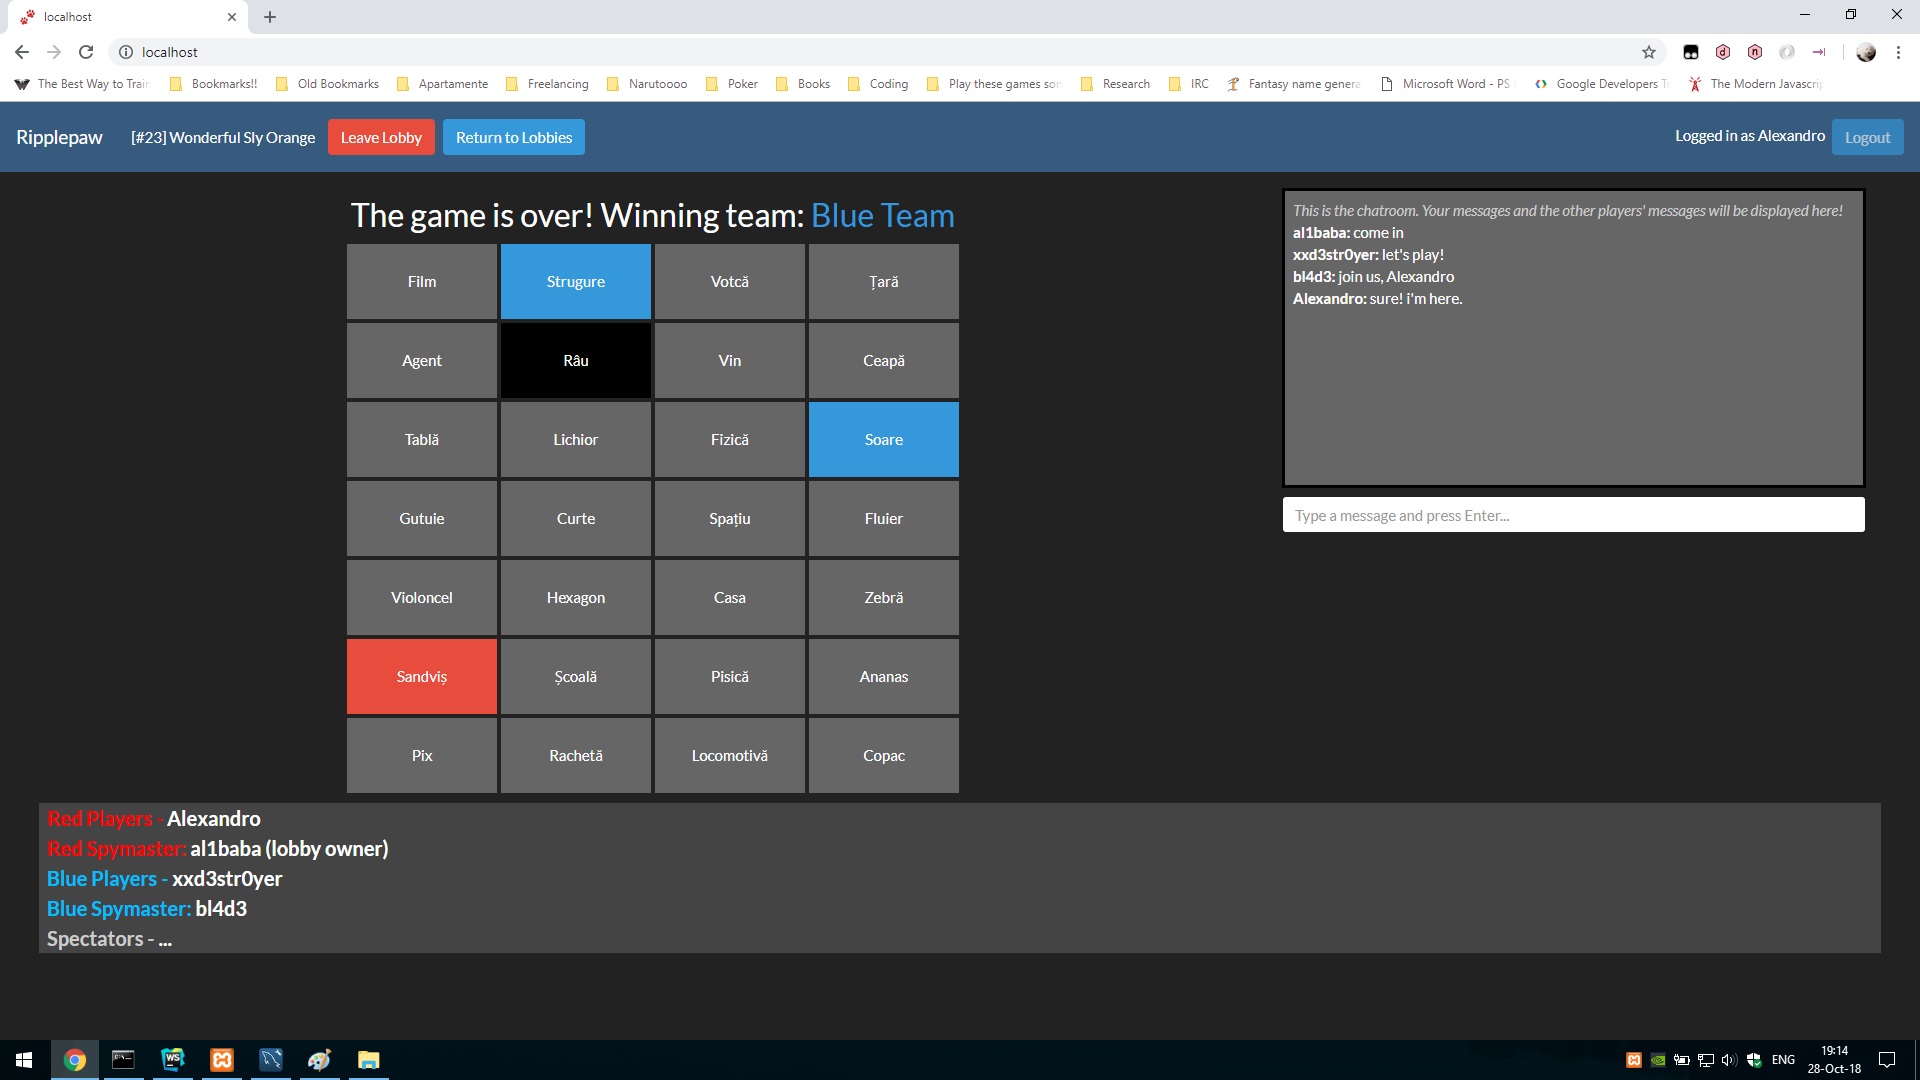 localhost
localhost
The Best Way to Train Bookmarks!! Old Bookmarks Apartamente Freelancing Narutoooo Poker Books Coding Play these games son Research IRC Fantasy name genera Microsoft Word - PS Google Developers T The Modern Javascrip
Ripplepaw [#23] Wonderful Sly Orange Leave Lobby Return to Lobbies Logged in as Alexandro Logout
The game is over! Winning team: Blue Team
Film Strugure Votcă Țară
Agent Râu Vin Ceapă
Tablă Lichior Fizică Soare
Gutuie Curte Spațiu Fluier
Violoncel Hexagon Casa Zebră
Sandviș Școală Pisică Ananas
Pix Rachetă Locomotivă Copac
This is the chatroom. Your messages and the other players' messages will be displayed here!
al1baba: come in
xxd3str0yer: let's play!
bl4d3: join us, Alexandro
Alexandro: sure! i'm here.
Type a message and press Enter...
Red Players - Alexandro
Red Spymaster: al1baba (lobby owner)
Blue Players - xxd3str0yer
Blue Spymaster: bl4d3
Spectators - ...
ENG
19:14
28-Oct-18